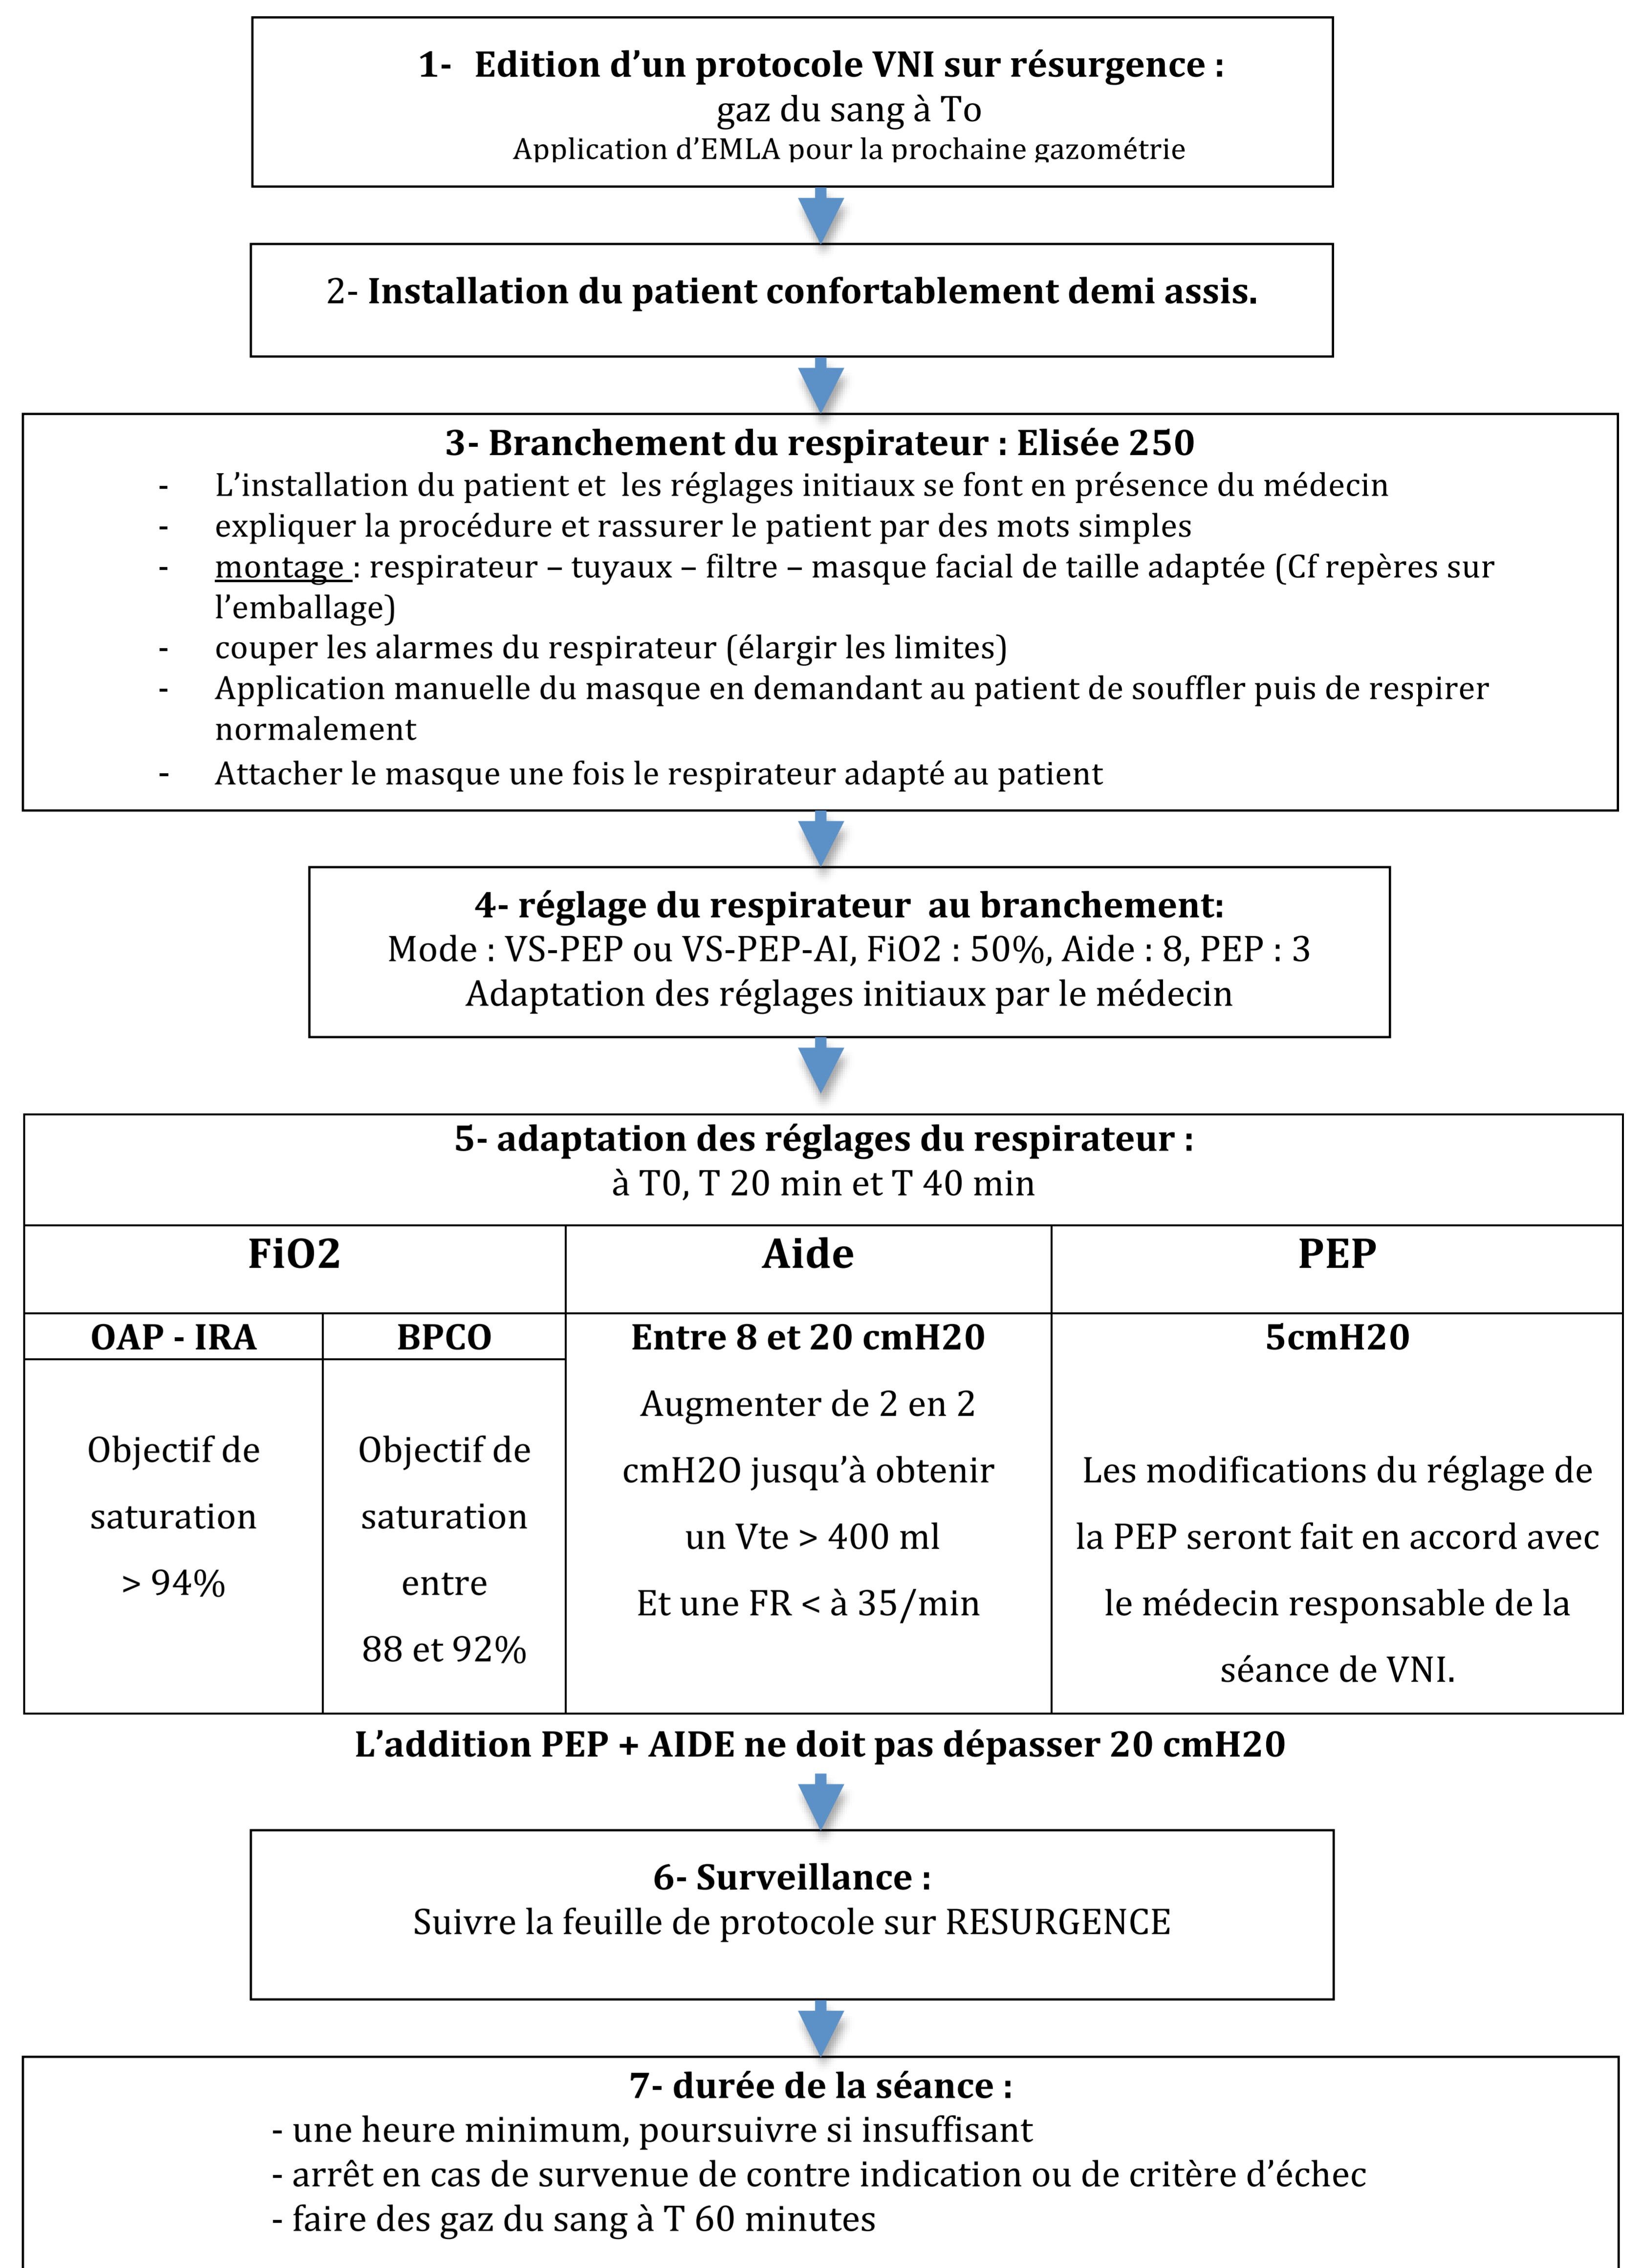 1- Edition d’un protocole VNI sur résurgence :
gaz du sang à To
Application d’EMLA pour la prochaine gazométrie
2- Installation du patient confortablement demi assis.
3- Branchement du respirateur : Elisée 250
- L’installation du patient et les réglages initiaux se font en présence du médecin
- expliquer la procédure et rassurer le patient par des mots simples
- montage : respirateur – tuyaux – filtre – masque facial de taille adaptée (Cf repères sur
l’emballage)
- couper les alarmes du respirateur (élargir les limites)
- Application manuelle du masque en demandant au patient de souffler puis de respirer
normalement
- Attacher le masque une fois le respirateur adapté au patient
4- réglage du respirateur au branchement:
Mode : VS-PEP ou VS-PEP-AI, FiO2 : 50%, Aide : 8, PEP : 3
Adaptation des réglages initiaux par le médecin
5- adaptation des réglages du respirateur :
à T0, T 20 min et T 40 min
FiO2
Aide
PEP
OAP - IRA
BPCO
Entre 8 et 20 cmH20
5cmH20
Objectif de
saturation
> 94%
Objectif de
saturation
entre
88 et 92%
Augmenter de 2 en 2
cmH2O jusqu’à obtenir
un Vte > 400 ml
Et une FR < à 35/min
Les modifications du réglage de
la PEP seront fait en accord avec
le médecin responsable de la
séance de VNI.
L’addition PEP + AIDE ne doit pas dépasser 20 cmH20
6- Surveillance :
Suivre la feuille de protocole sur RESURGENCE
7- durée de la séance :
- une heure minimum, poursuivre si insuffisant
- arrêt en cas de survenue de contre indication ou de critère d’échec
- faire des gaz du sang à T 60 minutes